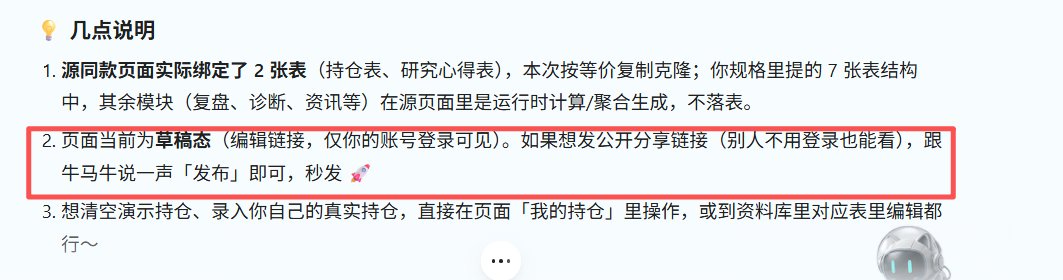 💡 几点说明
1. 源同款页面实际绑定了 2 张表（持仓表、研究心得表），本次按等价复制克隆；你规格里提的 7 张表结构
中，其余模块（复盘、诊断、资讯等）在源页面里是运行时计算/聚合生成，不落表。
2. 页面当前为草稿态（编辑链接，仅你的账号登录可见）。如果想发公开分享链接（别人不用登录也能看），跟
牛马牛说一声「发布」即可，秒发 🚀
3. 想清空演示持仓、录入你自己的真实持仓，直接在页面「我的持仓」里操作，或到资料库里对应表里编辑都
行～